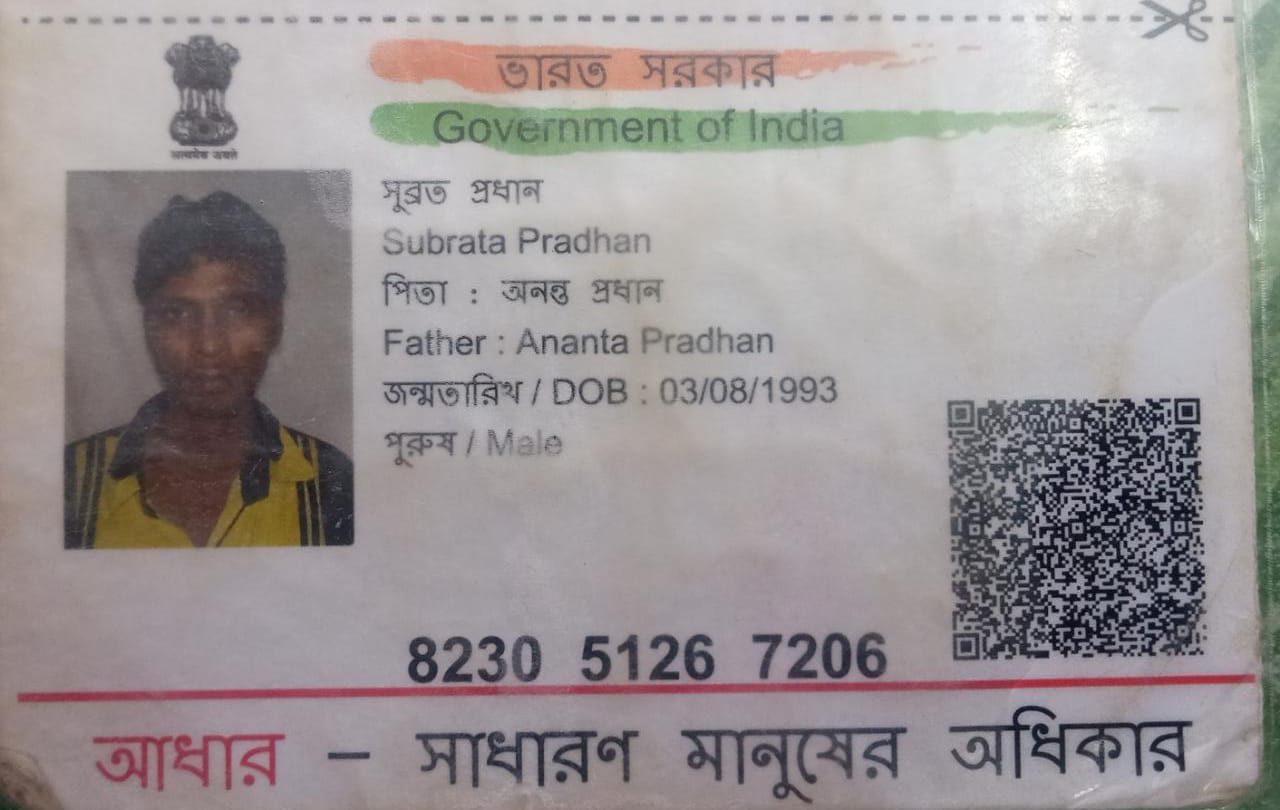 ভারত সরকার
Government of India
सत्यमेव जयते
সুব্রত প্রধান
Subrata Pradhan
পিতা : অনন্ত প্রধান
Father : Ananta Pradhan
জন্মতারিখ / DOB : 03/08/1993
পুরুষ / Male
8230 5126 7206
আধার – সাধারণ মানুষের অধিকার